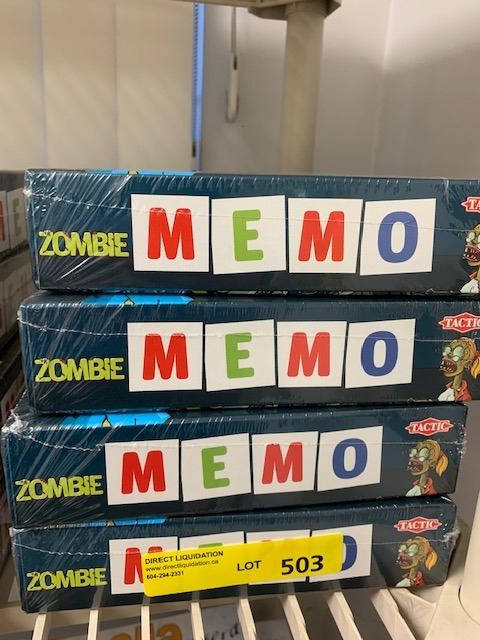 ZOMBIE MEMO TA
ZOMBIE MEMO TACTIC
ZOMBIE MEMO TACTIC
ZOMBIE M O TACTIC
DIRECT LIQUIDATION
www.directliquidation.ca
604-294-2331
LOT 503